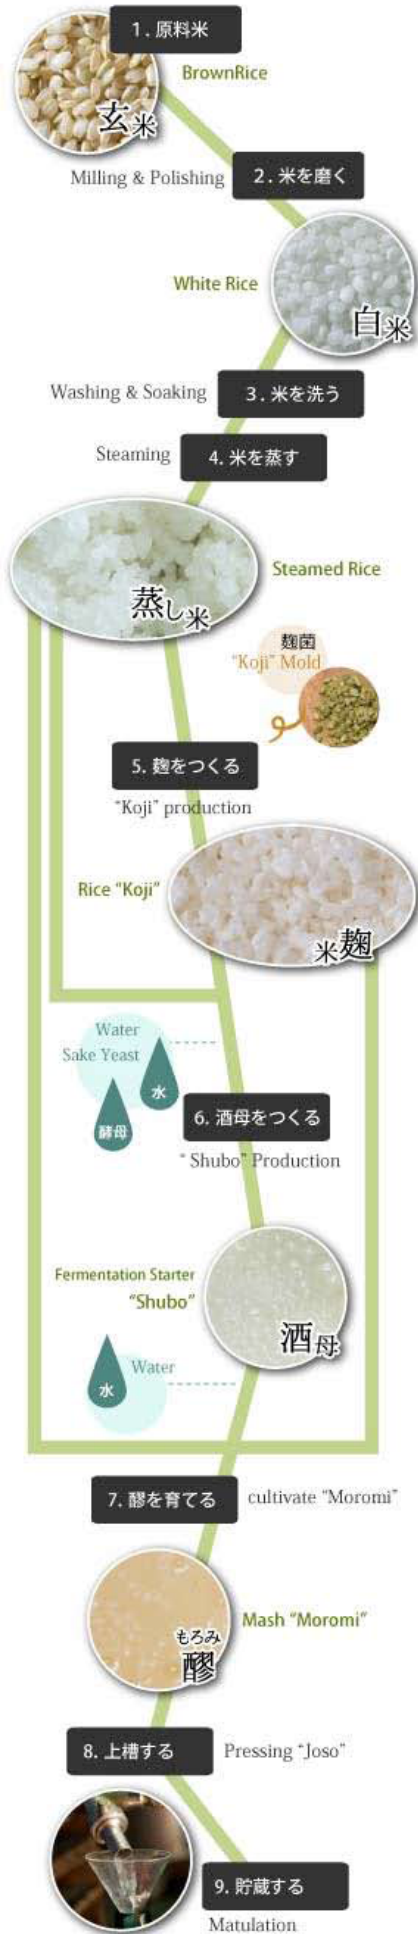 1. 原料米
BrownRice
玄米
Milling & Polishing
2. 米を磨く
White Rice
白米
Washing & Soaking
3. 米を洗う
Steaming
4. 米を蒸す
Steamed Rice
蒸し米
麹菌
“Koji” Mold
5. 麹をつくる
“Koji” production
Rice “Koji”
米麹
Water
Sake Yeast
水
酵母
6. 酒母をつくる
“ Shubo” Production
Fermentation Starter
“Shubo”
酒母
Water
水
7. 醪を育てる
cultivate “Moromi”
もろみ
醪
Mash “Moromi”
8. 上槽する
Pressing “Joso”
9. 貯蔵する
Matulation